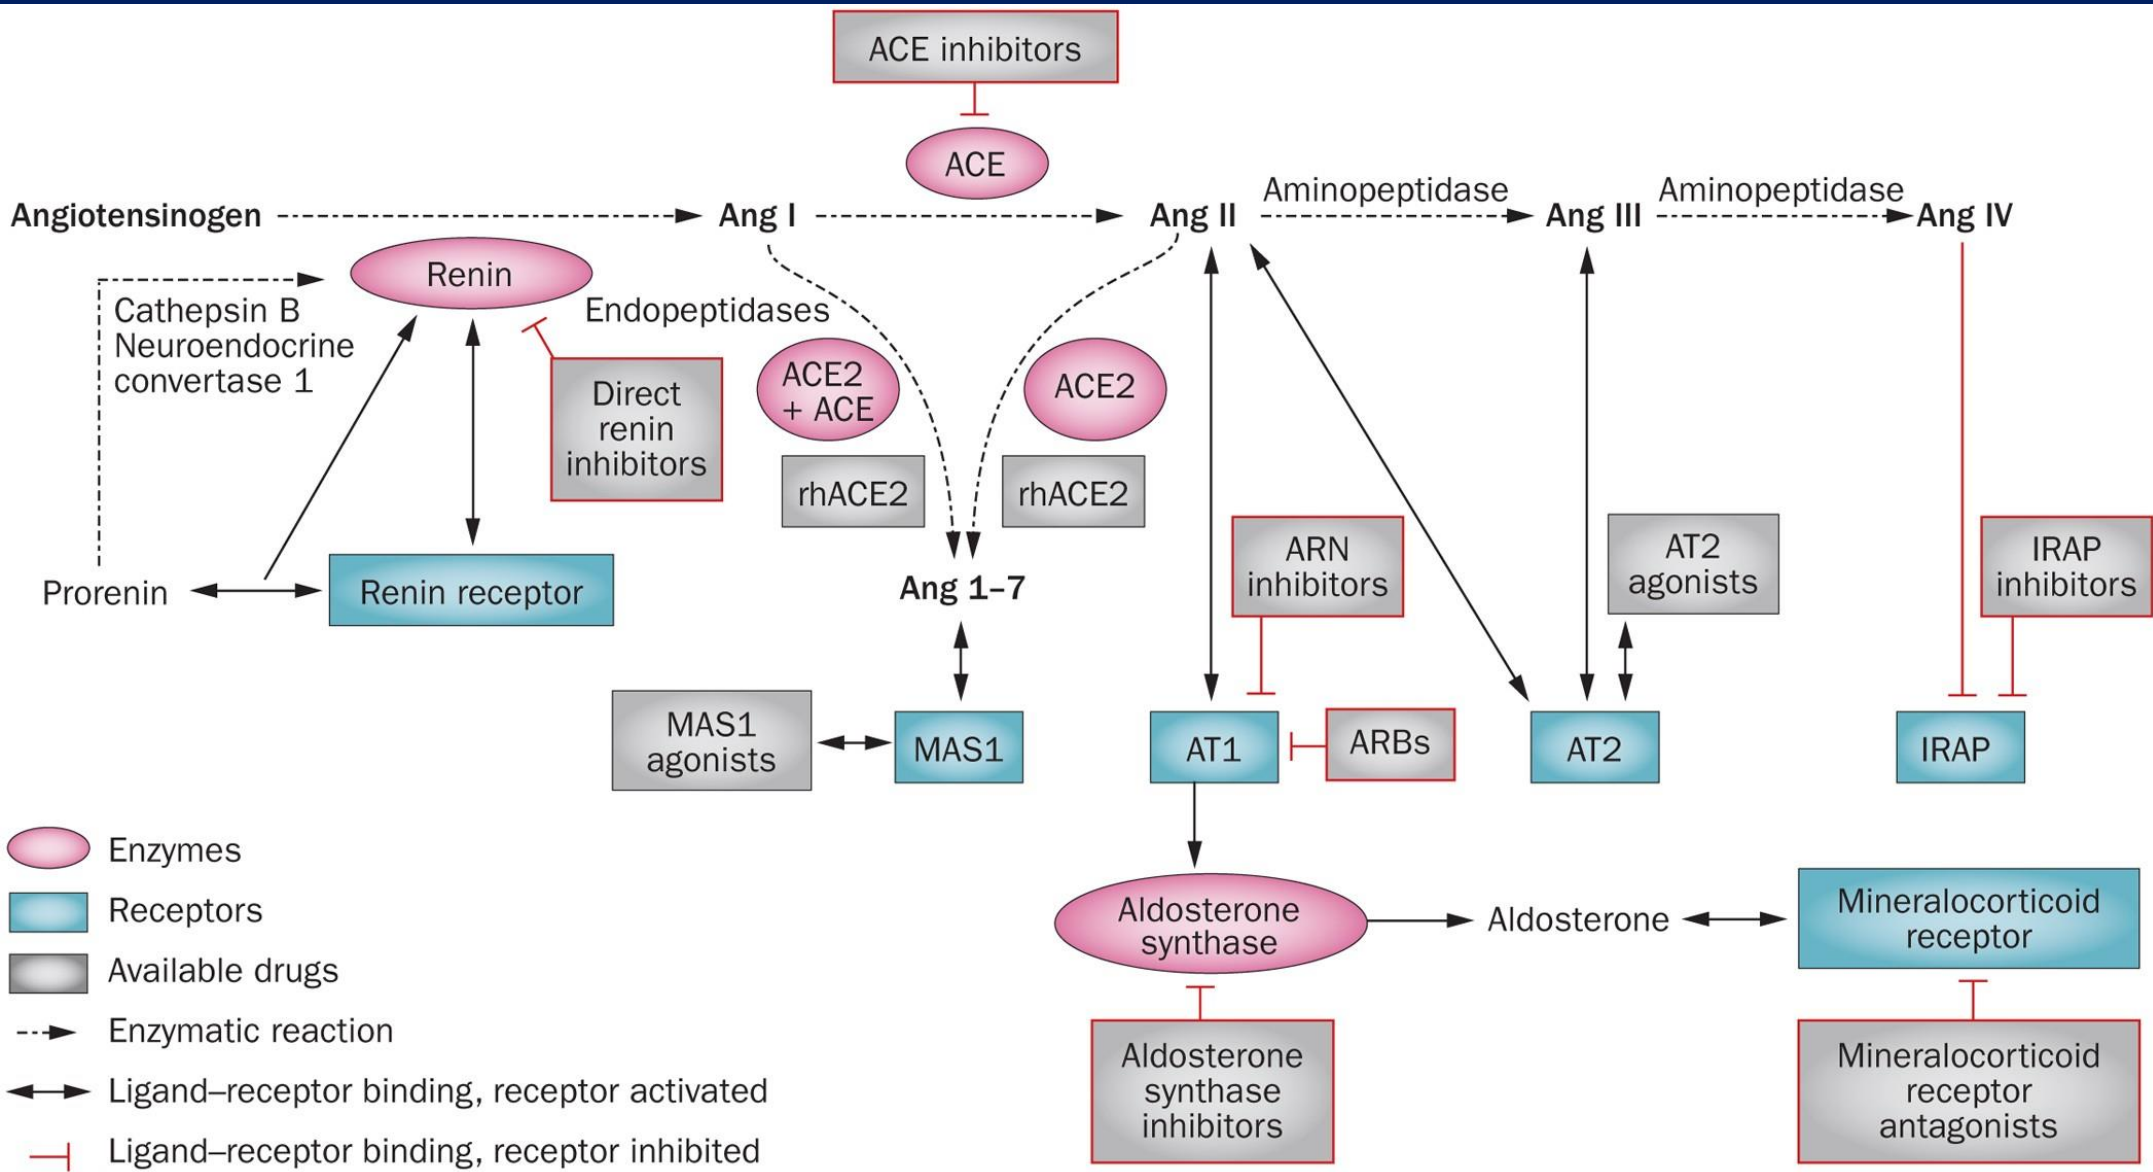 ACE inhibitors
ACE
Angiotensinogen
Ang I
Ang II
Aminopeptidase
Ang III
Aminopeptidase
Ang IV
Renin
Cathepsin B
Neuroendocrine
convertase 1
Endopeptidases
Direct
renin
inhibitors
ACE2
+ ACE
ACE2
rhACE2
rhACE2
Prorenin
Renin receptor
Ang 1–7
ARN
inhibitors
AT2
agonists
IRAP
inhibitors
MAS1
agonists
MAS1
AT1
ARBs
AT2
IRAP
Aldosterone
synthase
Aldosterone
Mineralocorticoid
receptor
Aldosterone
synthase
inhibitors
Mineralocorticoid
receptor
antagonists
Enzymes
Receptors
Available drugs
Enzymatic reaction
Ligand–receptor binding, receptor activated
Ligand–receptor binding, receptor inhibited